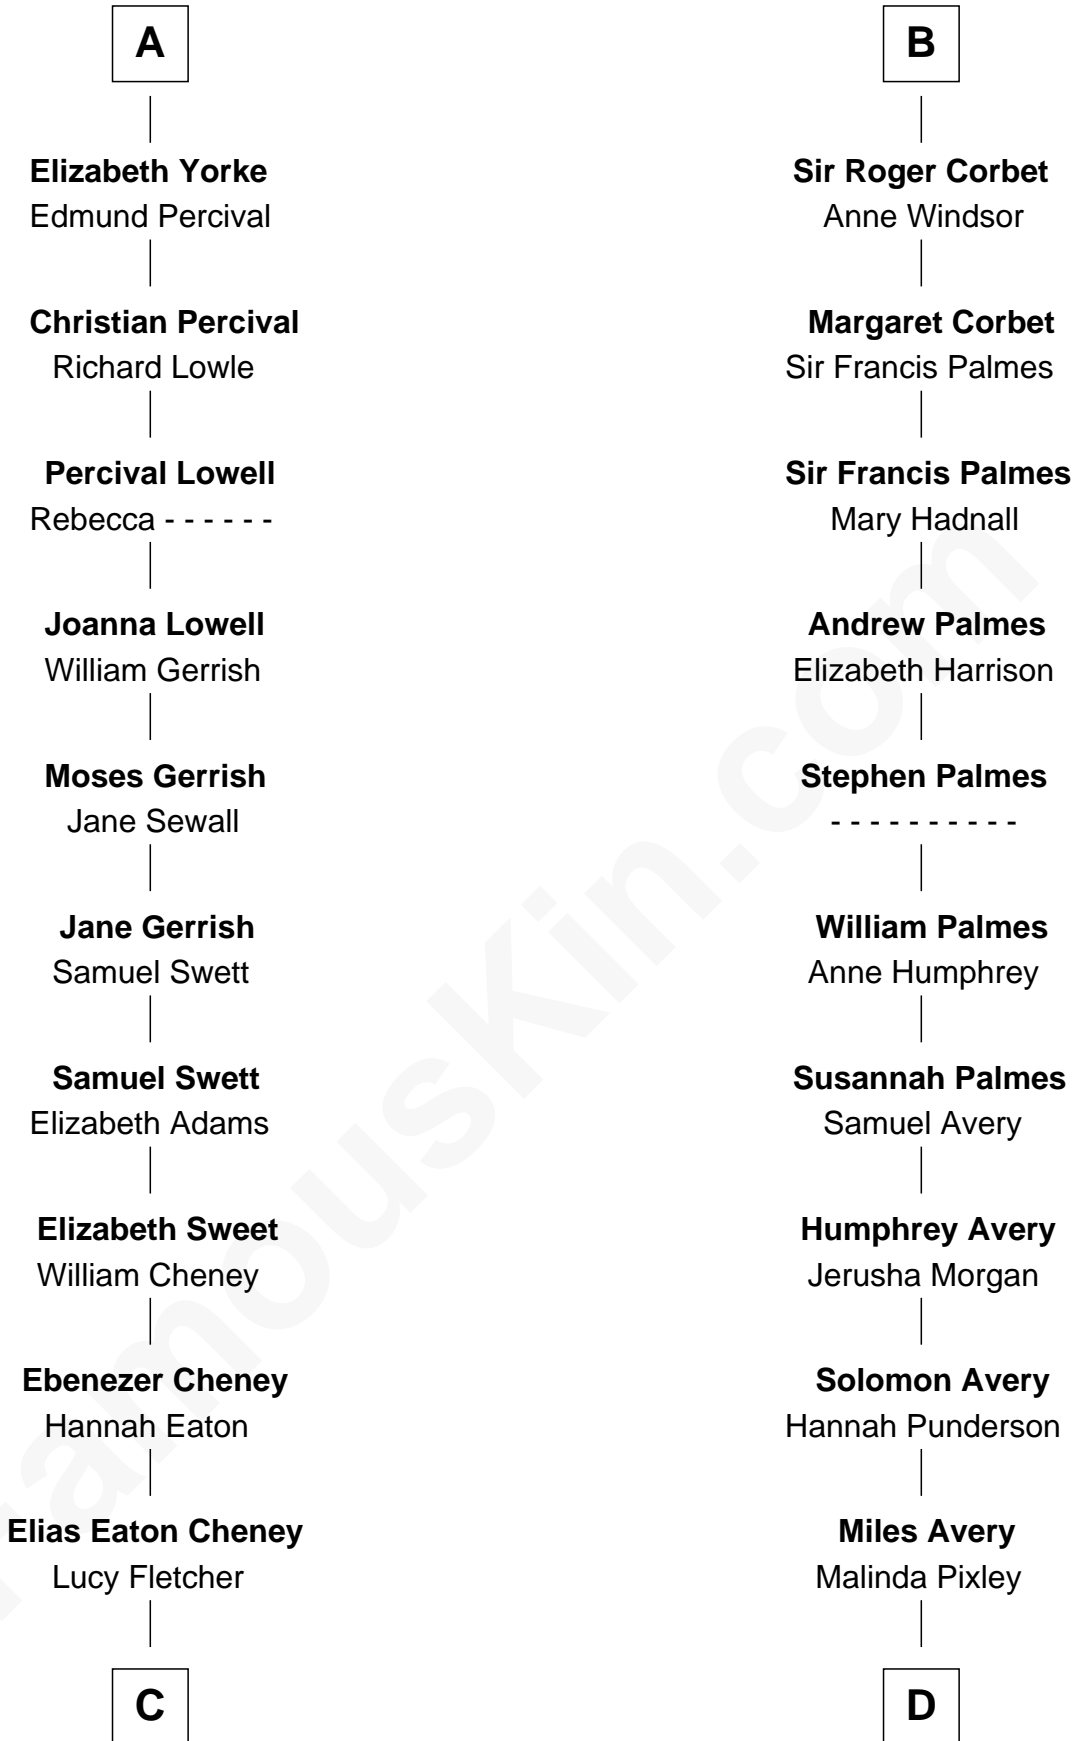 A
Elizabeth Yorke
Edmund Percival
Christian Percival
Richard Lowle
Percival Lowell
Rebecca - - - - - -
Joanna Lowell
William Gerrish
Moses Gerrish
Jane Sewall
Jane Gerrish
Samuel Swett
Samuel Swett
Elizabeth Adams
Elizabeth Sweet
William Cheney
Ebenezer Cheney
Hannah Eaton
Elias Eaton Cheney
Lucy Fletcher
C
B
Sir Roger Corbet
Anne Windsor
Margaret Corbet
Sir Francis Palmes
Sir Francis Palmes
Mary Hadnall
Andrew Palmes
Elizabeth Harrison
Stephen Palmes
- - - - - - - - - -
William Palmes
Anne Humphrey
Susannah Palmes
Samuel Avery
Humphrey Avery
Jerusha Morgan
Solomon Avery
Hannah Punderson
Miles Avery
Malinda Pixley
D
FamousKin.com